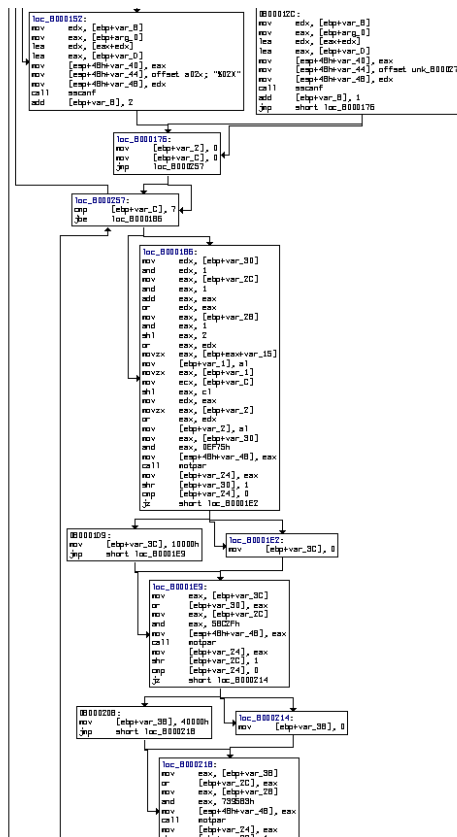 loc_8000152:
mov edx, [ebp+var_8]
mov eax, [ebp+arg_0]
lea edx, [eax+edx]
lea eax, [ebp+var_D]
mov [esp+48h+var_40], eax
mov [esp+48h+var_44], offset a02x; "%02X"
mov [esp+48h+var_48], edx
call sscanf
add [ebp+var_8], 2
0800012C:
mov edx, [ebp+var_8]
mov eax, [ebp+arg_0]
lea edx, [eax+edx]
lea eax, [ebp+var_D]
mov [esp+48h+var_40], eax
mov [esp+48h+var_44], offset unk_800027
mov [esp+48h+var_48], edx
call sscanf
add [ebp+var_8], 1
jmp short loc_8000176
loc_8000176:
mov [ebp+var_2], 0
mov [ebp+var_C], 0
jmp loc_8000257
loc_8000257:
cmp [ebp+var_C], 7
jbe loc_8000186
loc_8000186:
mov edx, [ebp+var_30]
and edx, 1
mov eax, [ebp+var_2C]
and eax, 1
add eax, eax
or edx, eax
mov eax, [ebp+var_28]
and eax, 1
shl eax, 2
or eax, edx
movzx eax, [ebp+eax+var_15]
mov [ebp+var_1], al
movzx eax, [ebp+var_1]
mov ecx, [ebp+var_C]
shl eax, cl
mov edx, eax
movzx eax, [ebp+var_2]
or eax, edx
mov [ebp+var_2], al
mov eax, [ebp+var_30]
and eax, 0EF75h
mov [esp+48h+var_48], eax
call motpar
mov [ebp+var_24], eax
shr [ebp+var_30], 1
cmp [ebp+var_24], 0
jz short loc_80001E2
080001D9:
mov [ebp+var_3C], 10000h
jmp short loc_80001E9
loc_80001E2:
mov [ebp+var_3C], 0
loc_80001E9:
mov eax, [ebp+var_3C]
or [ebp+var_30], eax
mov eax, [ebp+var_2C]
and eax, 58C2Fh
mov [esp+48h+var_48], eax
call motpar
mov [ebp+var_24], eax
shr [ebp+var_2C], 1
cmp [ebp+var_24], 0
jz short loc_8000214
0800020B:
mov [ebp+var_38], 40000h
jmp short loc_800021B
loc_8000214:
mov [ebp+var_38], 0
loc_800021B:
mov eax, [ebp+var_38]
or [ebp+var_2C], eax
mov eax, [ebp+var_28]
and eax, 739583h
mov [esp+48h+var_48], eax
call motpar
mov [ebp+var_24], eax